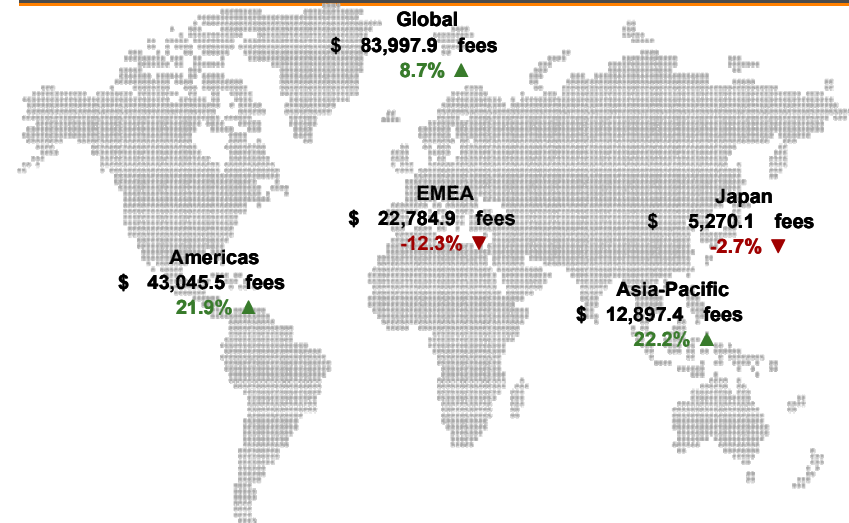 Global
$ 83,997.9 fees
8.7% ▲
EMEA
$ 22,784.9 fees
-12.3% ▼
Japan
$ 5,270.1 fees
-2.7% ▼
Americas
$ 43,045.5 fees
21.9% ▲
Asia-Pacific
$ 12,897.4 fees
22.2% ▲